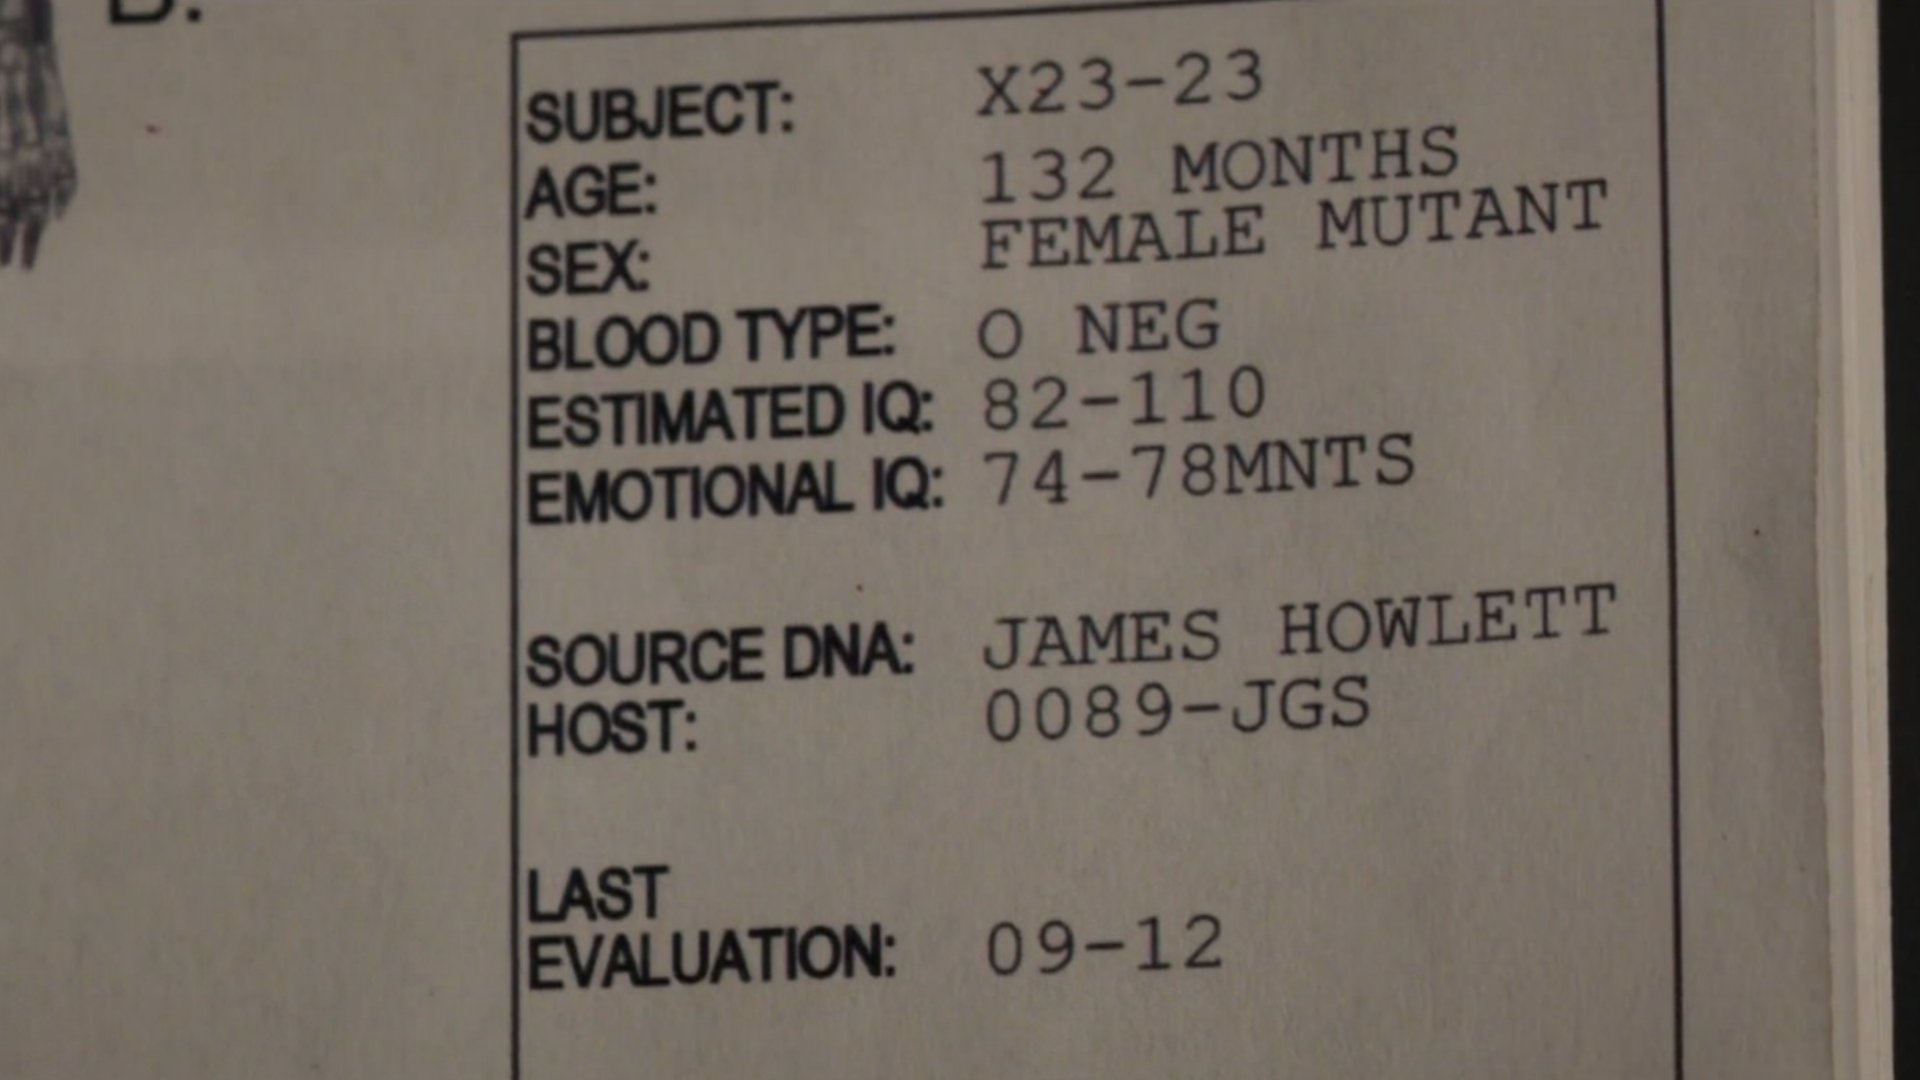 B.
SUBJECT: X23-23
AGE: 132 MONTHS
SEX: FEMALE MUTANT
BLOOD TYPE: O NEG
ESTIMATED IQ: 82-110
EMOTIONAL IQ: 74-78MNTS
SOURCE DNA: JAMES HOWLETT
HOST: 0089-JGS
LAST
EVALUATION: 09-12